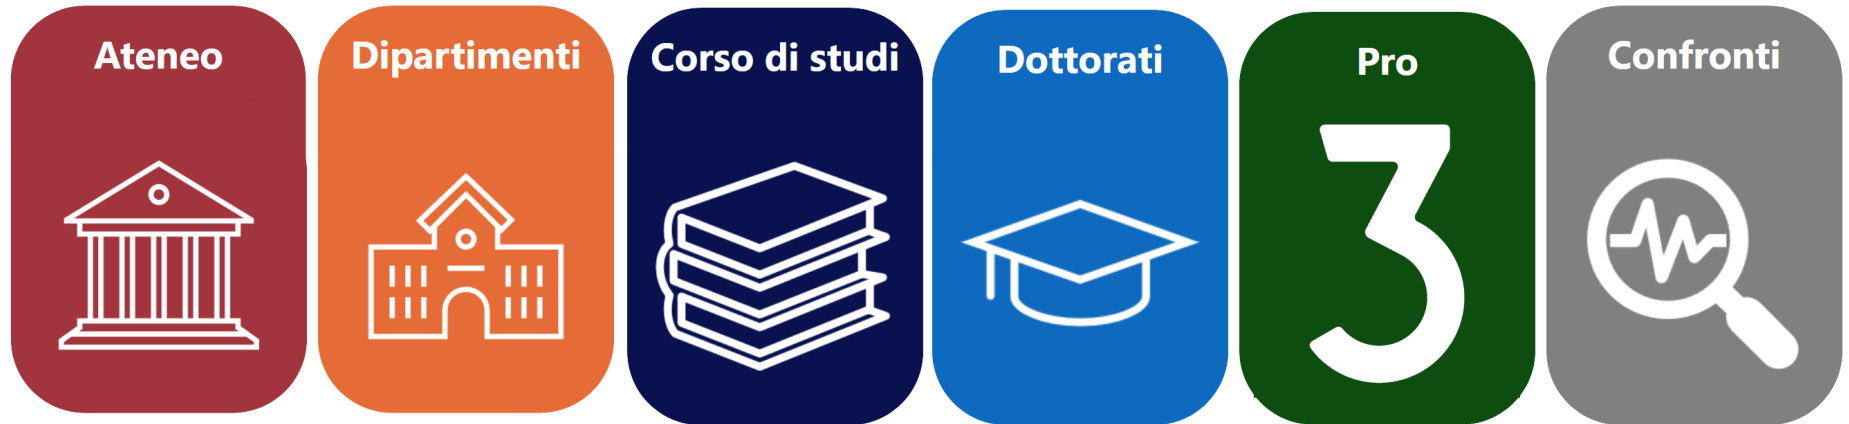 Ateneo
Dipartimenti
Corso di studi
Dottorati
Pro
3
Confronti